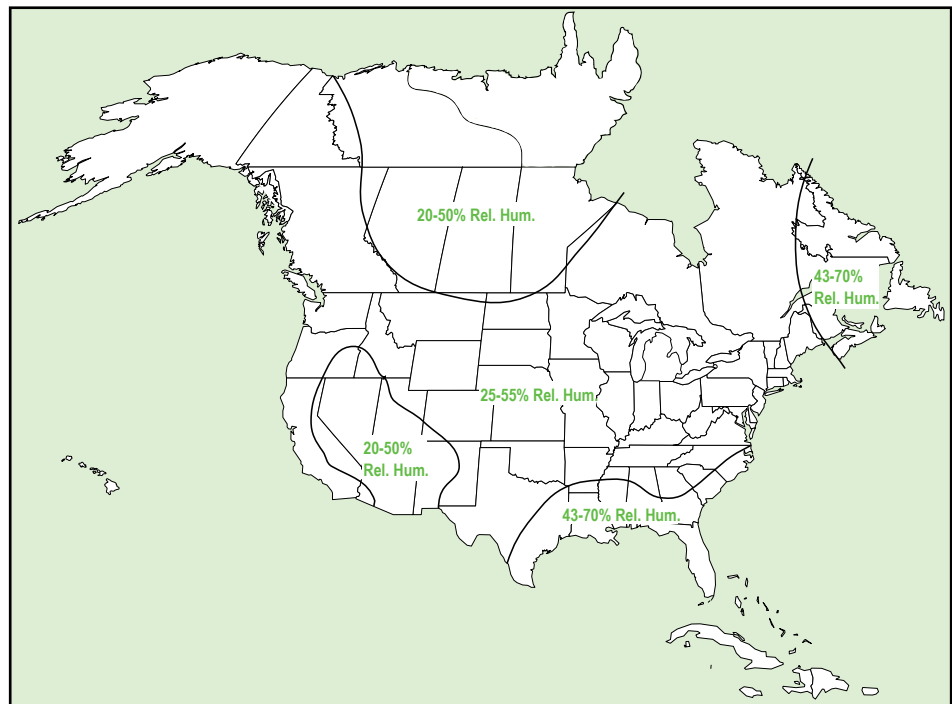 20-50% Rel. Hum.
43-70%
Rel. Hum.
25-55% Rel. Hum.
20-50%
Rel. Hum.
43-70% Rel. Hum.